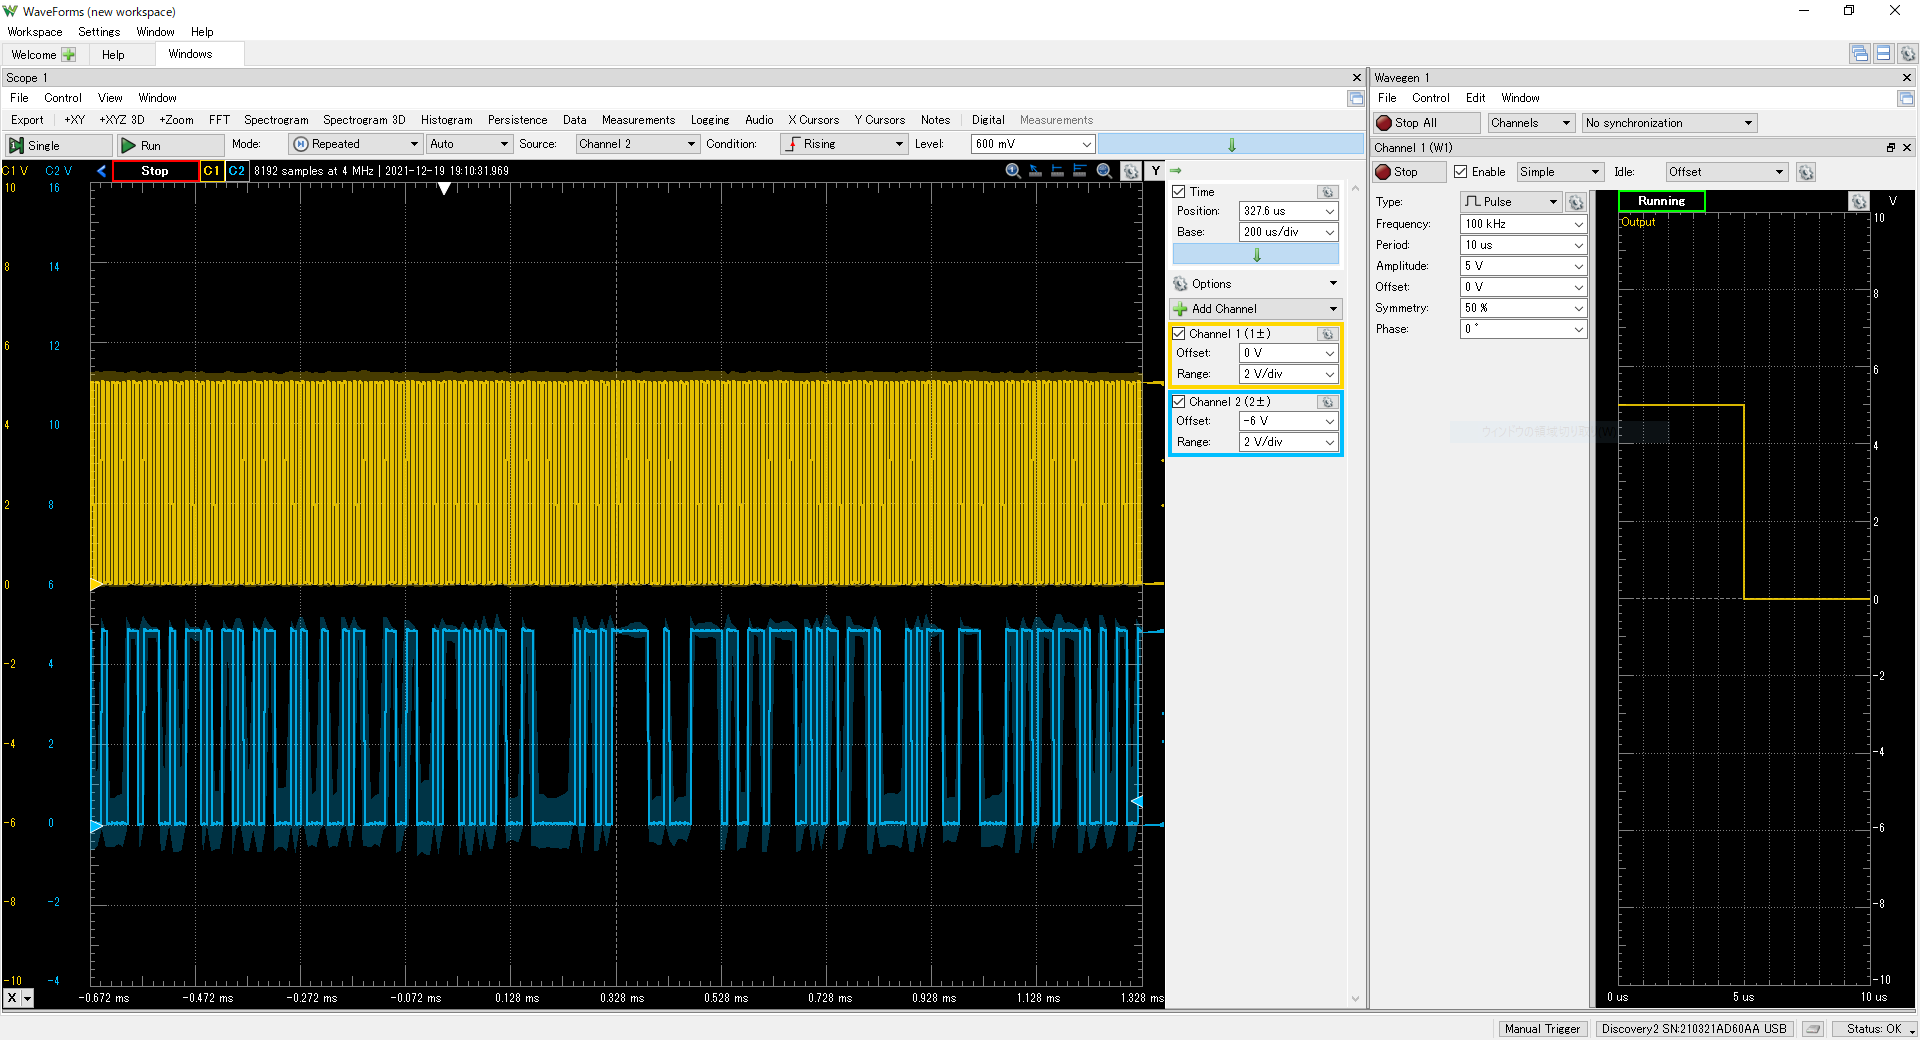 WaveForms (new workspace)
Workspace Settings Window Help
Welcome Help Windows
Scope 1
File Control View Window
Export +XY +XYZ 3D +Zoom FFT Spectrogram Spectrogram 3D Histogram Persistence Data Measurements Logging Audio X Cursors Y Cursors Notes Digital Measurements
Single Run Mode: Repeated Auto Source: Channel 2 Condition: Rising Level: 600 mV
C1 V C2 V Stop C1 C2 8192 samples at 4 MHz | 2021-12-19 19:10:31.969 Y
10 16
8 14
6 12
4 10
2 8
0 6
-2 4
-4 2
-6 0
-8 -2
-10 -4
X -0.672 ms -0.472 ms -0.272 ms -0.072 ms 0.128 ms 0.328 ms 0.528 ms 0.728 ms 0.928 ms 1.128 ms 1.328 ms
Time
Position: 327.6 us
Base: 200 us/div
Options
Add Channel
Channel 1 (1±)
Offset: 0 V
Range: 2 V/div
Channel 2 (2±)
Offset: -6 V
Range: 2 V/div
Wavegen 1
File Control Edit Window
Stop All Channels No synchronization
Channel 1 (W1)
Stop Enable Simple Idle: Offset
Type: Pulse
Frequency: 100 kHz
Period: 10 us
Amplitude: 5 V
Offset: 0 V
Symmetry: 50 %
Phase: 0 °
Running V
Output
10
8
6
4
2
0
-2
-4
-6
-8
-10
0 us 5 us 10 us
Manual Trigger Discovery2 SN:210321AD60AA USB Status: OK